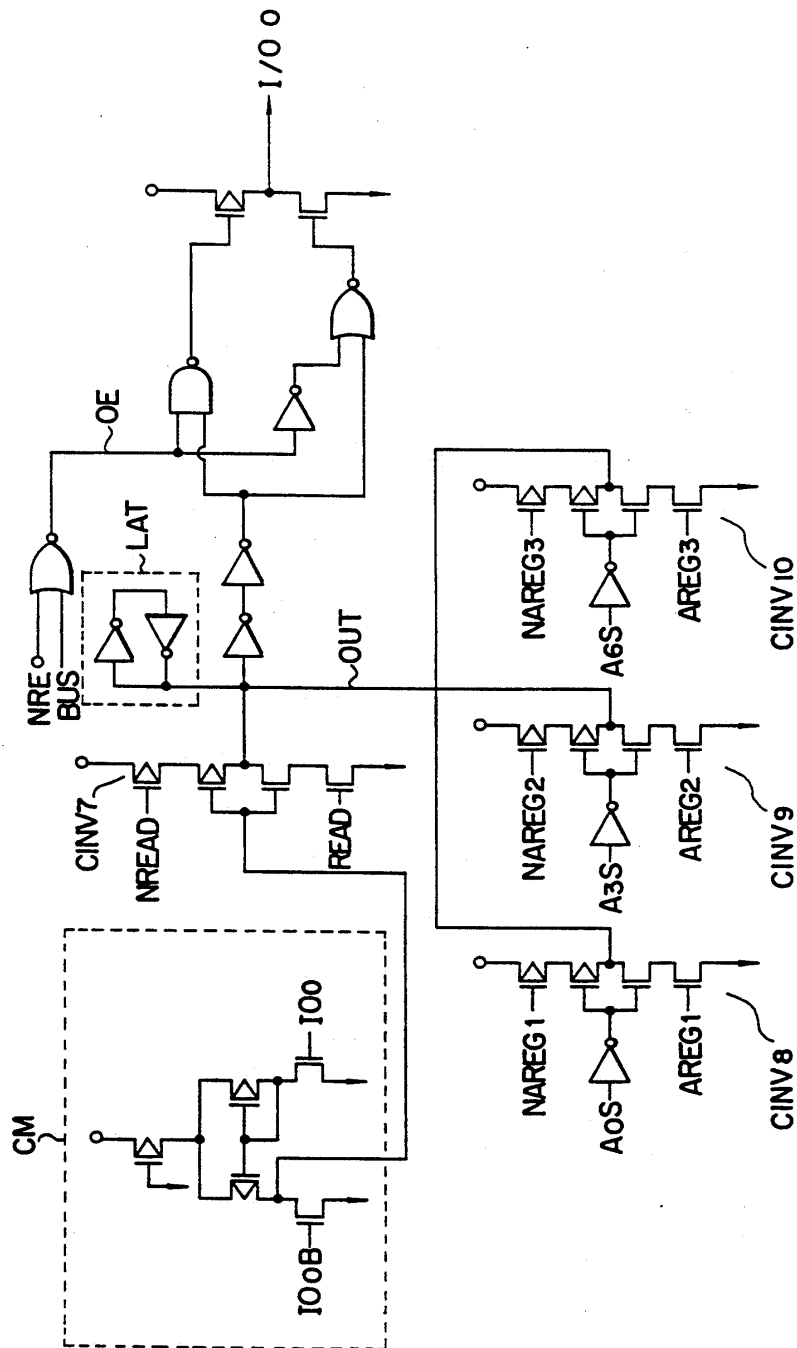 NRE
BUS
OE
LAT
I/O 0
OUT
CINV7
NREAD
READ
CM
IO0B
IO0
NAREG1
A0S
AREG1
CINV8
NAREG2
A3S
AREG2
CINV9
NAREG3
A6S
AREG3
CINV10